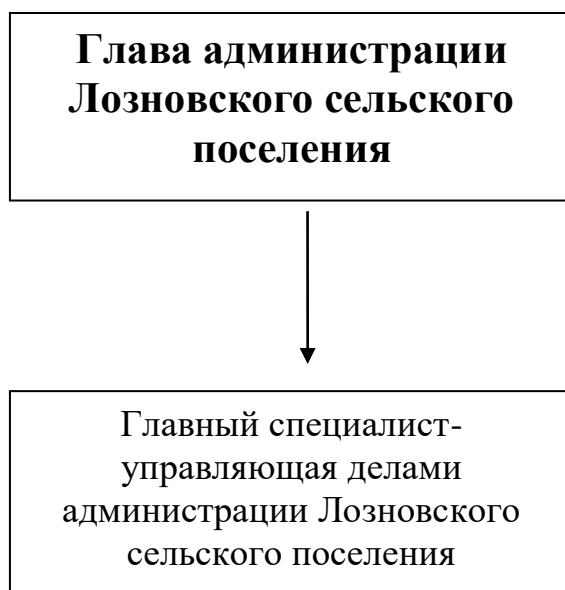 Глава администрации
Лозновского сельского
поселения
Главный специалист-
управляющая делами
администрации Лозновского
сельского поселения